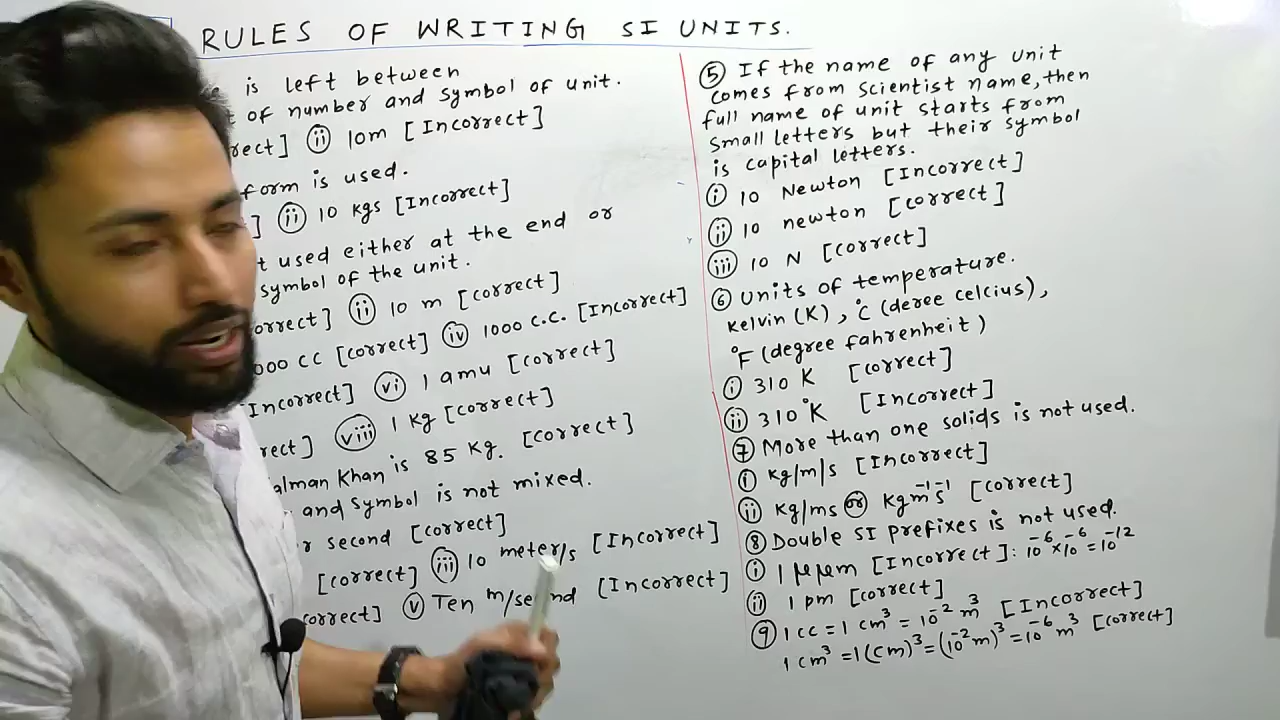 RULES OF WRITING SI UNITS.
is left between
of number and symbol of unit.
rect] (ii) 10m [Incorrect]
form is used.
] (ii) 10 kgs [Incorrect]
t used either at the end or
symbol of the unit.
orrect] (ii) 10 m [correct]
000 CC [correct] (iv) 1000 c.c. [Incorrect]
Incorrect] (vi) 1 amu [correct]
rect] (viii) 1 kg [correct]
alman Khan is 85 kg. [correct]
and symbol is not mixed.
r second [correct]
[correct] (iii) 10 meter/s [Incorrect]
correct] (v) Ten m/second [Incorrect]
(5) If the name of any unit
comes from scientist name, then
full name of unit starts from
small letters but their symbol
is capital letters.
(i) 10 Newton [Incorrect]
(ii) 10 newton [correct]
(iii) 10 N [correct]
(6) Units of temperature.
Kelvin (K), °C (deree celcius),
°F (degree fahrenheit)
(i) 310 K [correct]
(ii) 310°K [Incorrect]
(7) More than one solids is not used.
(i) kg/m/s [Incorrect]
(ii) kg/ms or kgm⁻¹s⁻¹ [correct]
(8) Double SI prefixes is not used.
(i) 1 μμm [Incorrect]: 10⁻⁶×10⁻⁶=10⁻¹²
(ii) 1 pm [correct]
(9) 1 cc = 1 cm³ = 10⁻² m³ [Incorrect]
1 cm³ = 1(cm)³ = (10⁻²m)³ = 10⁻⁶ m³ [correct]